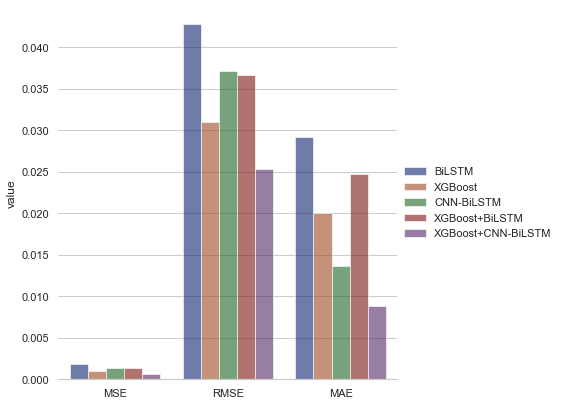 0.040
0.035
0.030
0.025
0.020
0.015
0.010
0.005
0.000
value
MSE
RMSE
MAE
BiLSTM
XGBoost
CNN-BiLSTM
XGBoost+BiLSTM
XGBoost+CNN-BiLSTM